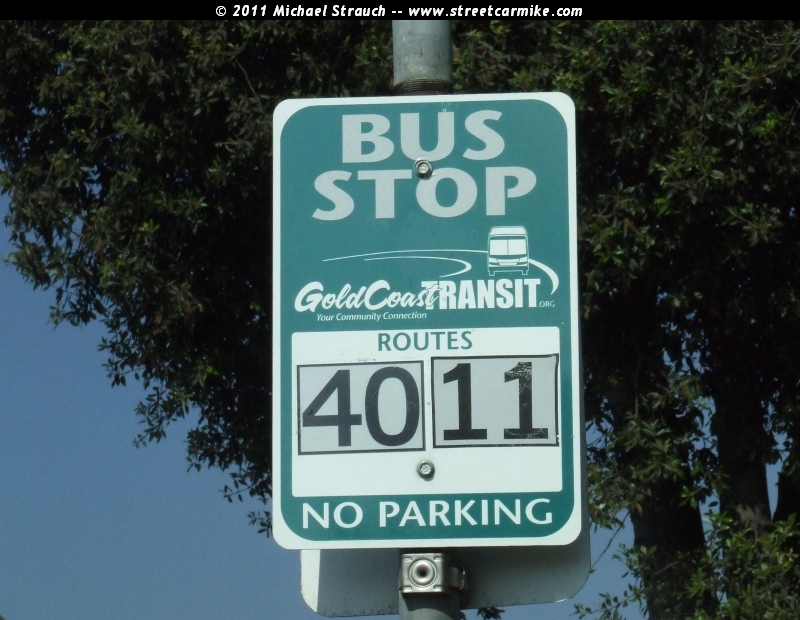 © 2011 Michael Strauch -- www.streetcarmike.com
BUS
STOP
GoldCoastTRANSIT.ORG
Your Community Connection
ROUTES
40 11
NO PARKING